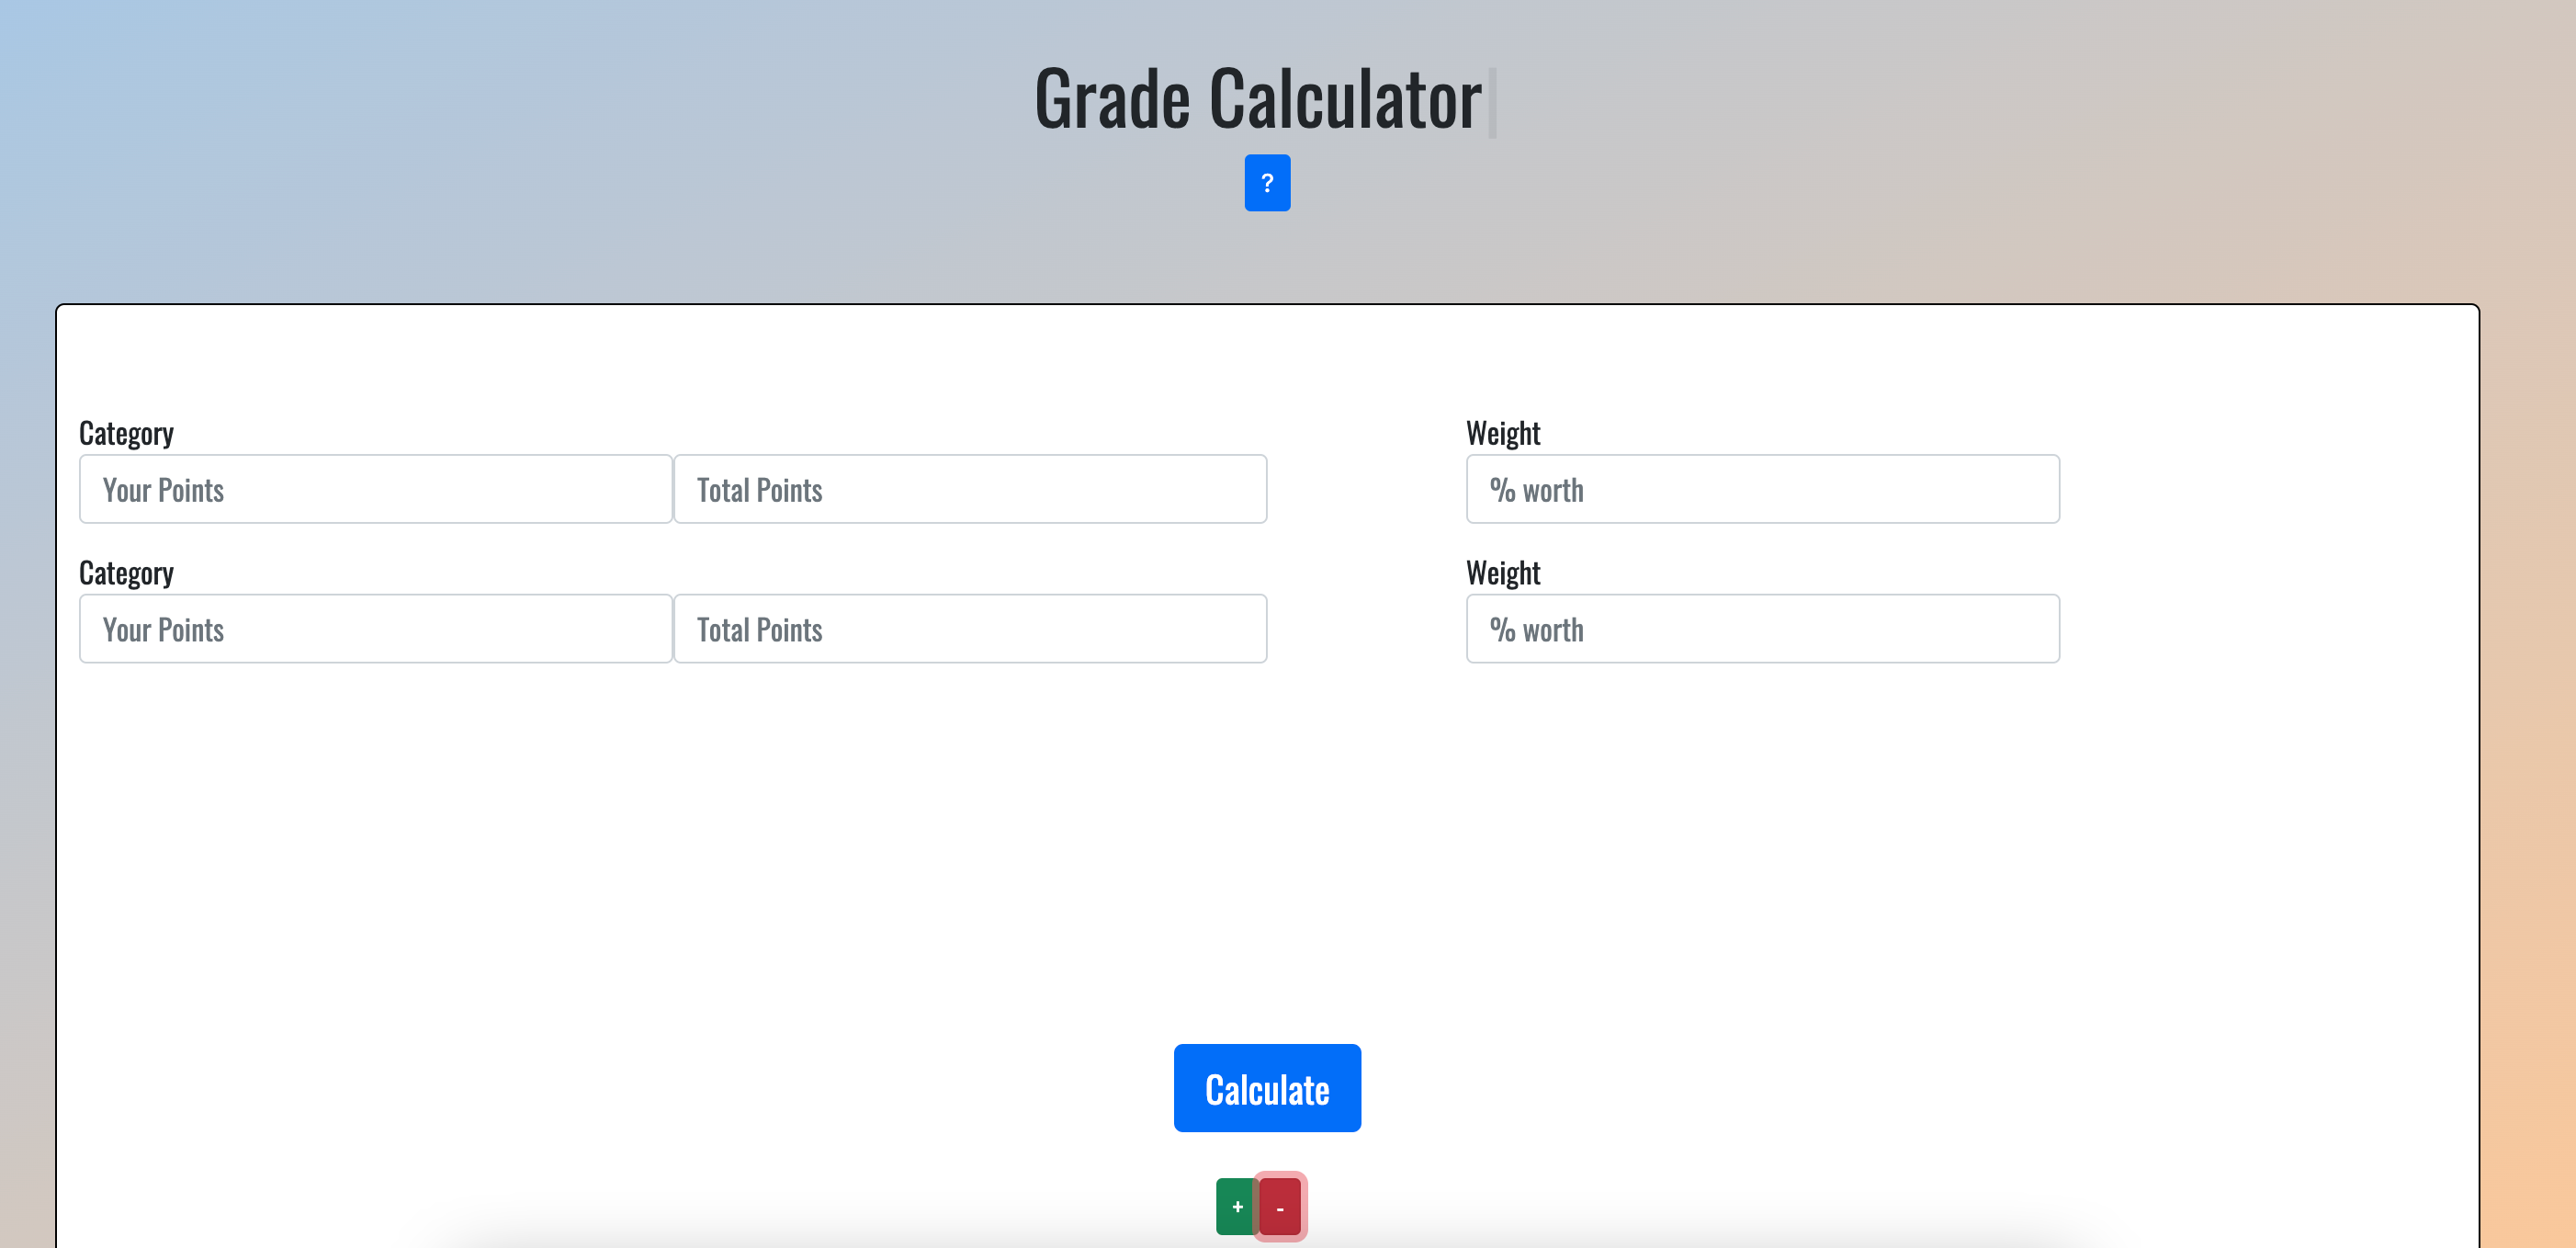 Grade Calculator
?
Category Weight
Your Points Total Points % worth
Category Weight
Your Points Total Points % worth
Calculate
+ -